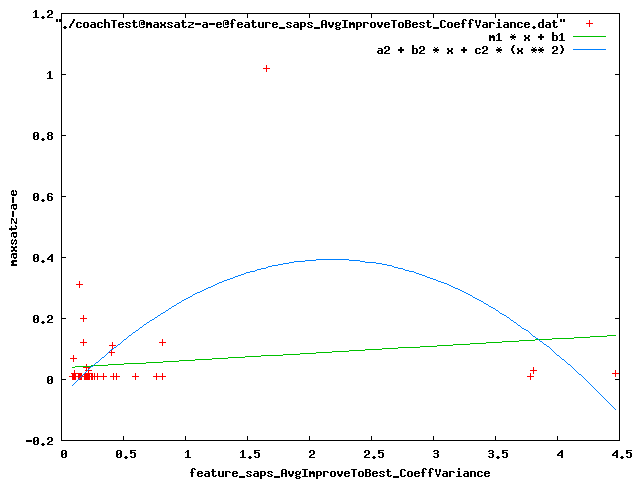 1.2
1
0.8
0.6
0.4
0.2
0
-0.2
"./coachTest@maxsatz-a-e@feature_saps_AvgImproveToBest_CoeffVariance.dat"
m1 * x + b1
a2 + b2 * x + c2 * (x ** 2)
maxsatz-a-e
0 0.5 1 1.5 2 2.5 3 3.5 4 4.5
feature_saps_AvgImproveToBest_CoeffVariance